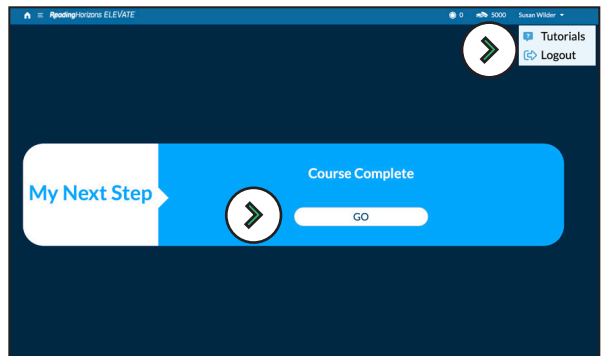 ReadingHorizons ELEVATE 0 5000 Susan Wilder
Tutorials
Logout
My Next Step
Course Complete
GO